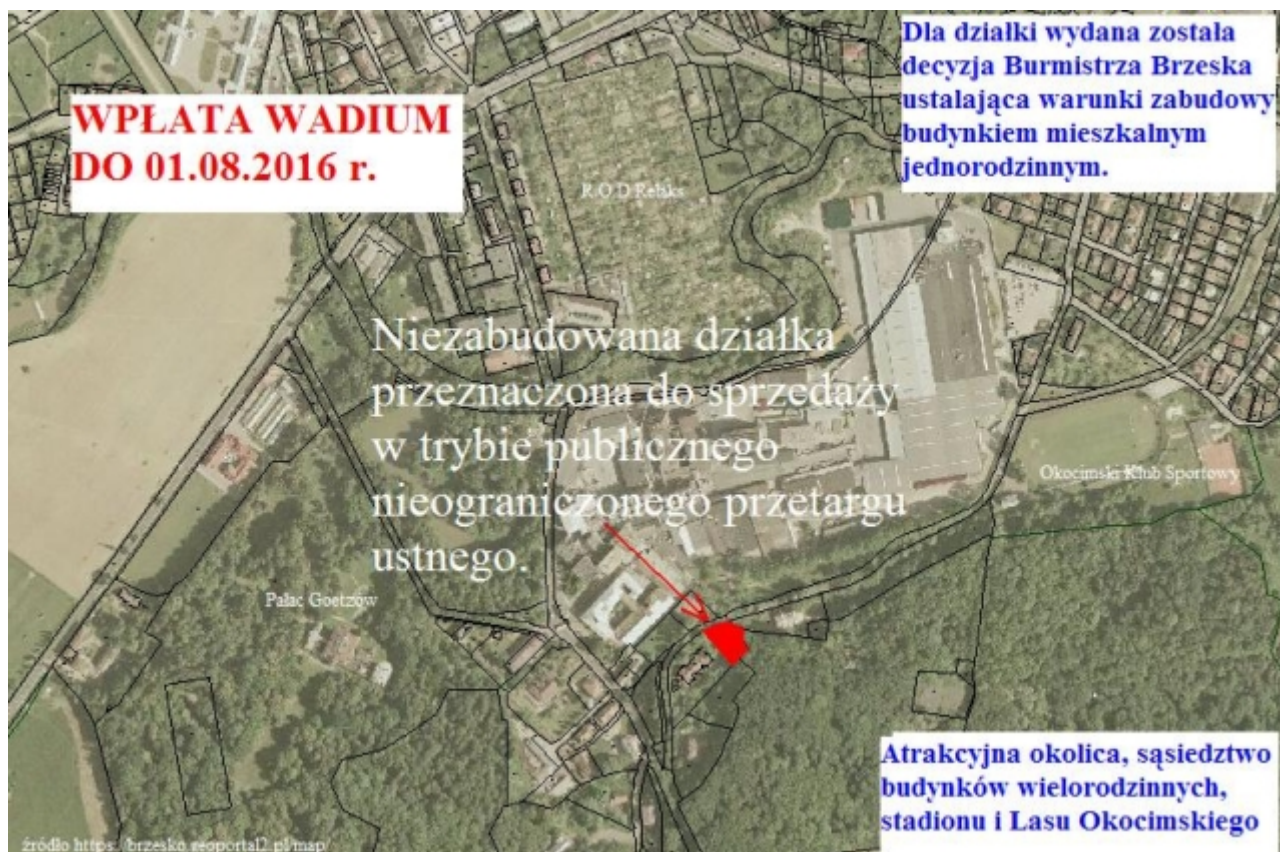 Dla działki wydana została
decyzja Burmistrza Brzeska
ustalająca warunki zabudowy
budynkiem mieszkalnym
jednorodzinnym.
WPŁATA WADIUM
DO 01.08.2016 r.
R.O.D Relaks
Niezabudowana działka
przeznaczona do sprzedaży
w trybie publicznego
nieograniczonego przetargu
ustnego.
Okocimski Klub Sportowy
Pałac Goetzów
Atrakcyjna okolica, sąsiedztwo
budynków wielorodzinnych,
stadionu i Lasu Okocimskiego
źródło https://brzesko.geoportal2.pl/map/